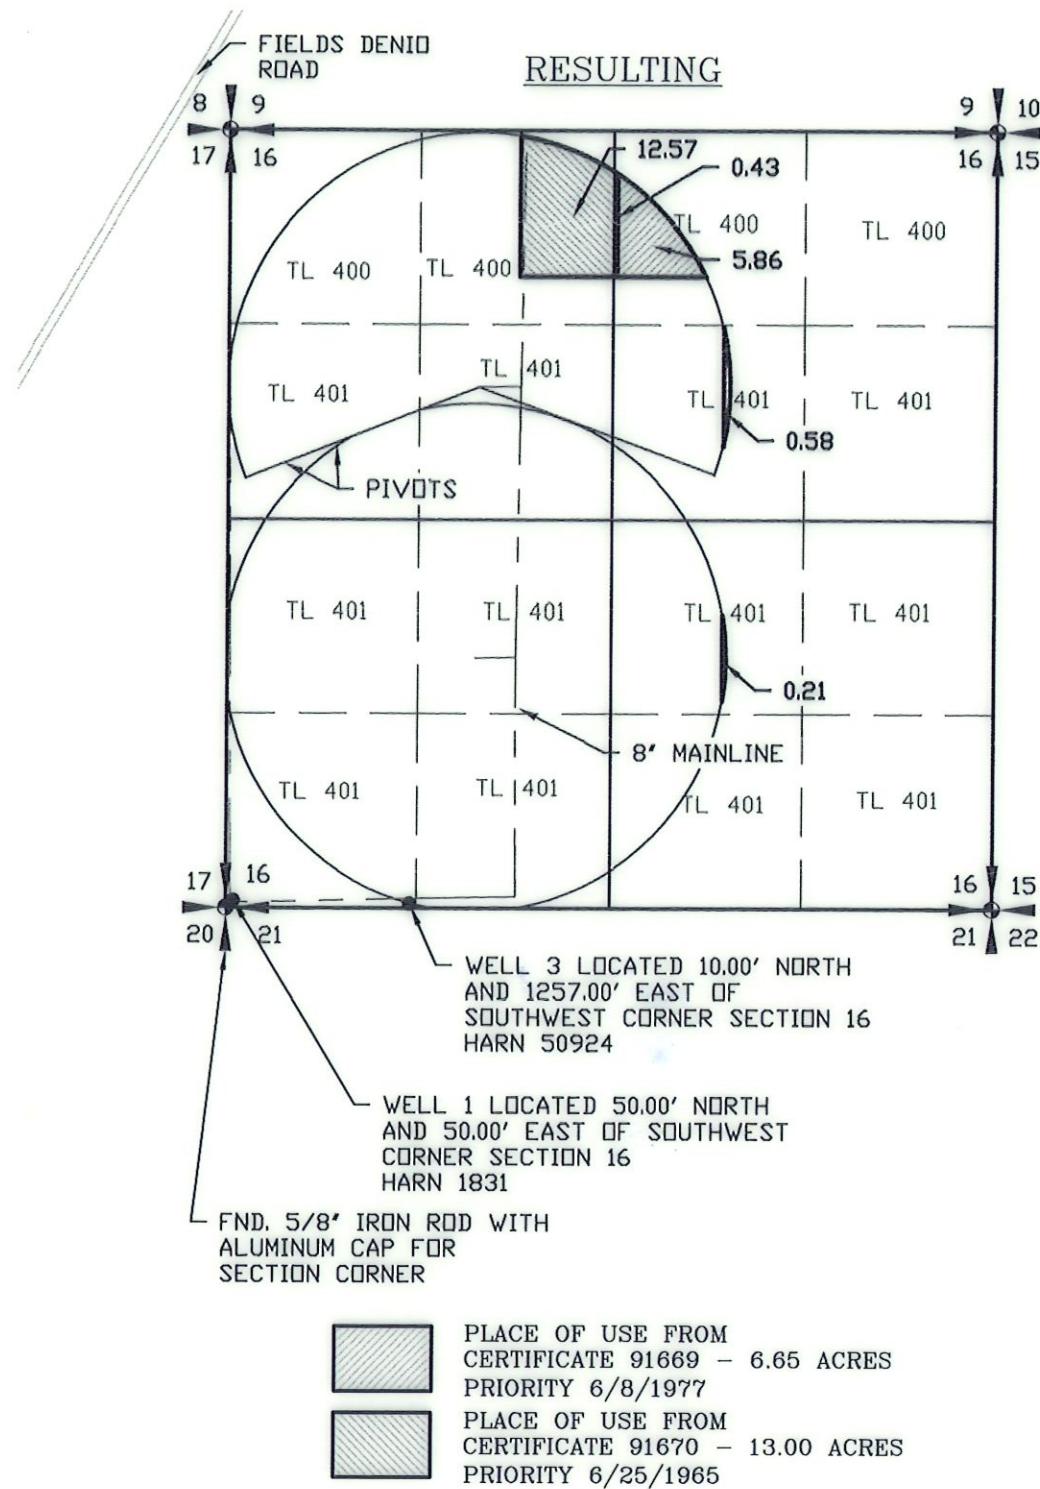 FIELDS DENIO
ROAD
RESULTING
8 9
17 16
9 10
16 15
12.57
0.43
TL 400
TL 400
5.86
TL 400
TL 400
TL 401
TL 401
TL 401
TL 401
0.58
PIVOTS
TL 401
TL 401
TL 401
TL 401
0.21
8" MAINLINE
TL 401
TL 401
TL 401
TL 401
17 16
20 21
16 15
21 22
WELL 3 LOCATED 10.00' NORTH
AND 1257.00' EAST OF
SOUTHWEST CORNER SECTION 16
HARN 50924
WELL 1 LOCATED 50.00' NORTH
AND 50.00' EAST OF SOUTHWEST
CORNER SECTION 16
HARN 1831
FND. 5/8" IRON ROD WITH
ALUMINUM CAP FOR
SECTION CORNER
PLACE OF USE FROM
CERTIFICATE 91669 - 6.65 ACRES
PRIORITY 6/8/1977
PLACE OF USE FROM
CERTIFICATE 91670 - 13.00 ACRES
PRIORITY 6/25/1965